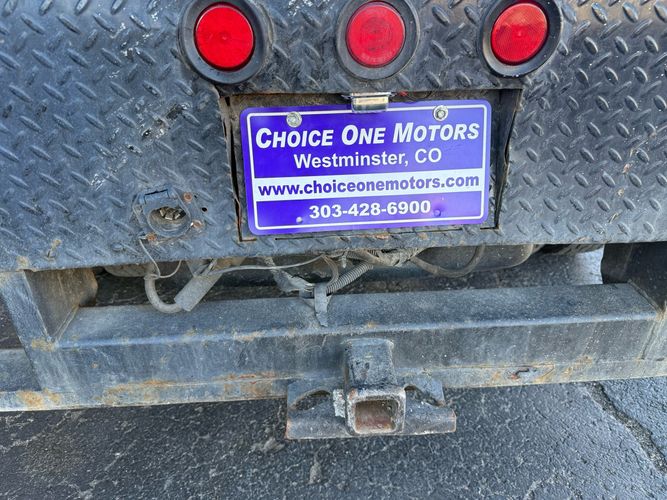 CHOICE ONE MOTORS
Westminster, CO
www.choiceonemotors.com
303-428-6900